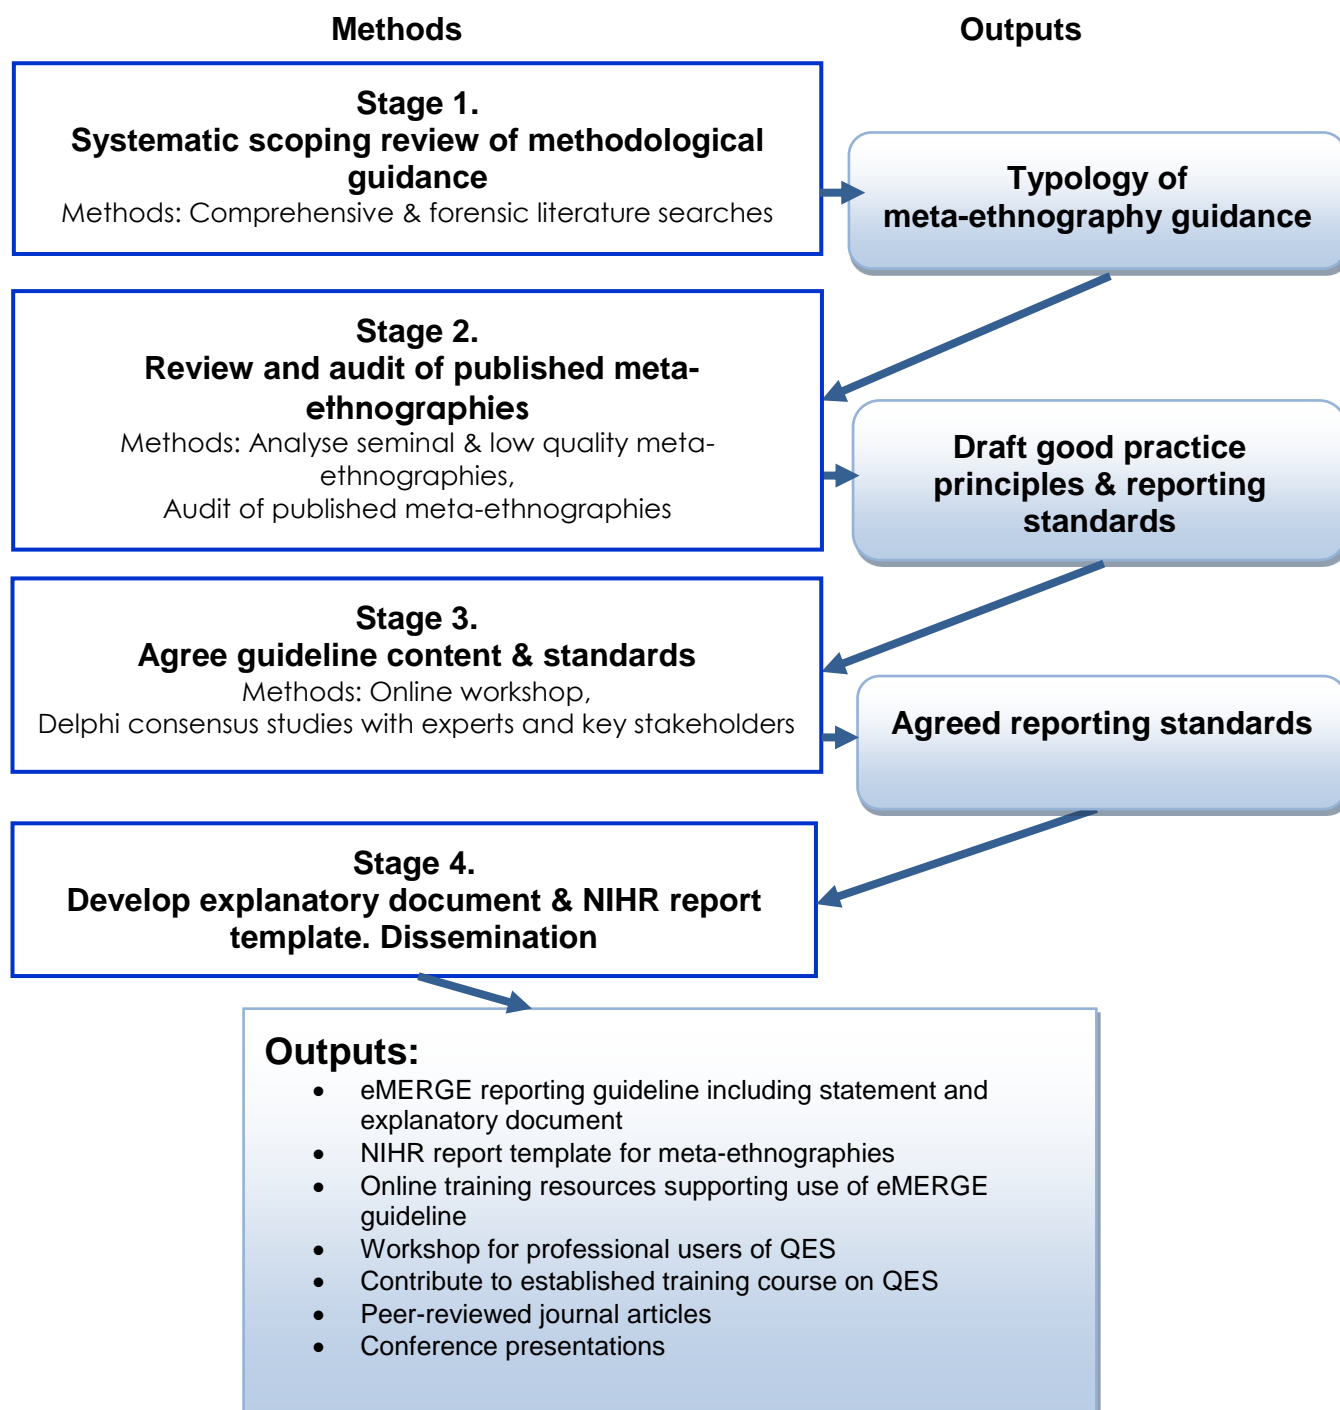 Methods
Outputs
Stage 1.
Systematic scoping review of methodological
guidance
Methods: Comprehensive & forensic literature searches
Typology of
meta-ethnography guidance
Stage 2.
Review and audit of published meta-
ethnographies
Methods: Analyse seminal & low quality meta-
ethnographies,
Audit of published meta-ethnographies
Draft good practice
principles & reporting
standards
Stage 3.
Agree guideline content & standards
Methods: Online workshop,
Delphi consensus studies with experts and key stakeholders
Agreed reporting standards
Stage 4.
Develop explanatory document & NIHR report
template. Dissemination
Outputs:
• eMERGE reporting guideline including statement and
explanatory document
• NIHR report template for meta-ethnographies
• Online training resources supporting use of eMERGE
guideline
• Workshop for professional users of QES
• Contribute to established training course on QES
• Peer-reviewed journal articles
• Conference presentations